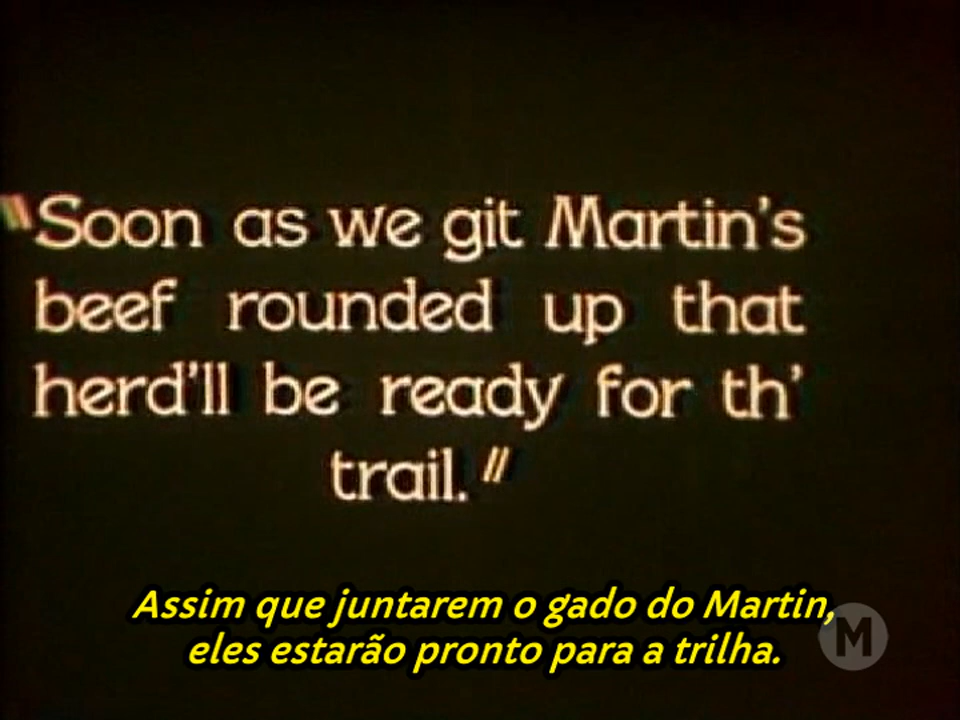 "Soon as we git Martin's
beef rounded up that
herd'll be ready for th'
trail."
Assim que juntarem o gado do Martin,
eles estarão pronto para a trilha.
M